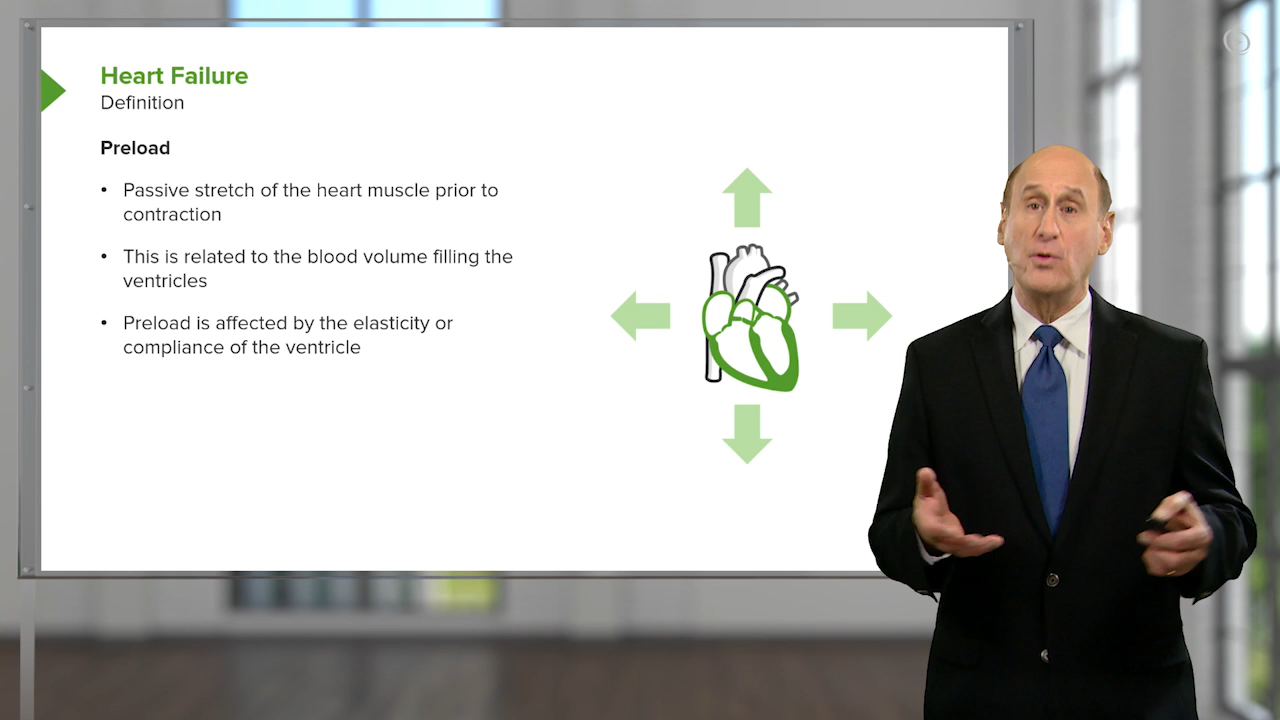 Heart Failure
Definition
Preload
• Passive stretch of the heart muscle prior to
contraction
• This is related to the blood volume filling the
ventricles
• Preload is affected by the elasticity or
compliance of the ventricle